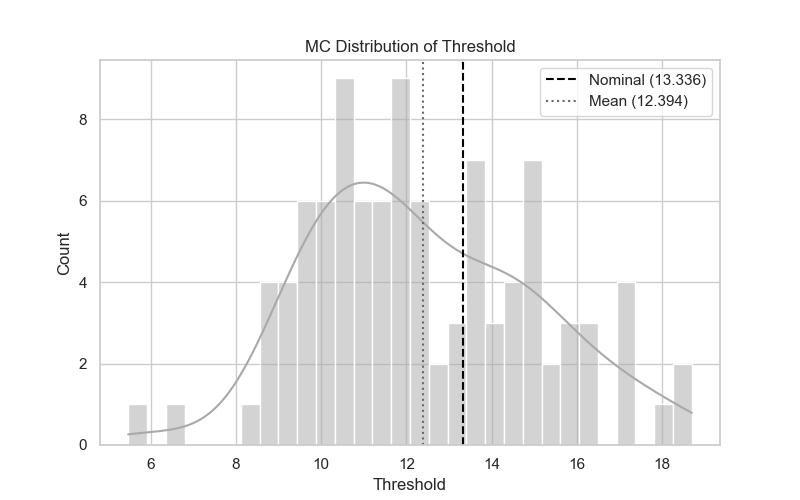 MC Distribution of Threshold
Nominal (13.336)
Mean (12.394)
8
6
4
2
0
Count
6
8
10
12
14
16
18
Threshold